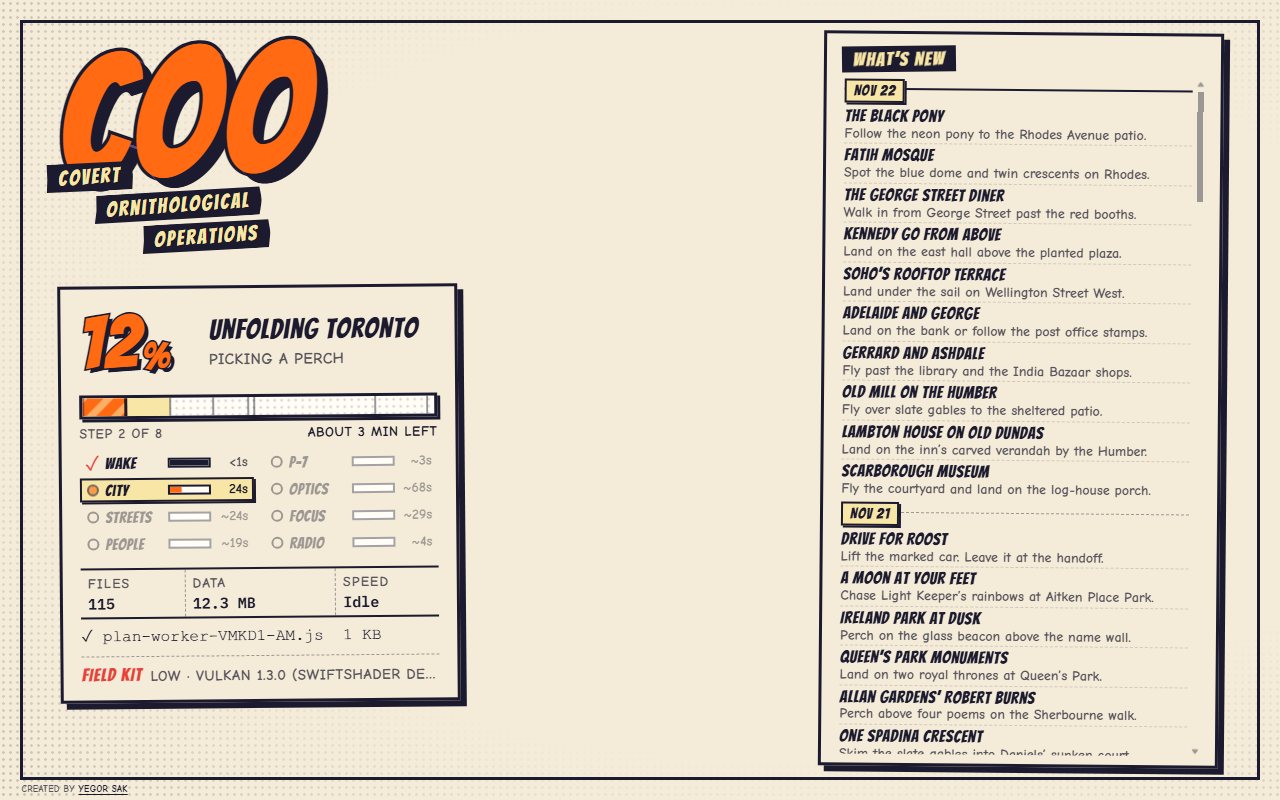 COO
COVERT
ORNITHOLOGICAL
OPERATIONS
12%
UNFOLDING TORONTO
PICKING A PERCH
STEP 2 OF 8
ABOUT 3 MIN LEFT
WAKE <1s
CITY 24s
STREETS ~24s
PEOPLE ~19s
P-7 ~3s
OPTICS ~68s
FOCUS ~29s
RADIO ~4s
FILES
115
DATA
12.3 MB
SPEED
Idle
✓ plan-worker-VMKD1-AM.js 1 KB
FIELD KIT LOW · VULKAN 1.3.0 (SWIFTSHADER DE...
WHAT'S NEW
NOV 22
THE BLACK PONY
Follow the neon pony to the Rhodes Avenue patio.
FATIH MOSQUE
Spot the blue dome and twin crescents on Rhodes.
THE GEORGE STREET DINER
Walk in from George Street past the red booths.
KENNEDY GO FROM ABOVE
Land on the east hall above the planted plaza.
SOHO'S ROOFTOP TERRACE
Land under the sail on Wellington Street West.
ADELAIDE AND GEORGE
Land on the bank or follow the post office stamps.
GERRARD AND ASHDALE
Fly past the library and the India Bazaar shops.
OLD MILL ON THE HUMBER
Fly over slate gables to the sheltered patio.
LAMBTON HOUSE ON OLD DUNDAS
Land on the inn's carved verandah by the Humber.
SCARBOROUGH MUSEUM
Fly the courtyard and land on the log-house porch.
NOV 21
DRIVE FOR ROOST
Lift the marked car. Leave it at the handoff.
A MOON AT YOUR FEET
Chase Light Keeper's rainbows at Aitken Place Park.
IRELAND PARK AT DUSK
Perch on the glass beacon above the name wall.
QUEEN'S PARK MONUMENTS
Land on two royal thrones at Queen's Park.
ALLAN GARDENS' ROBERT BURNS
Perch above four poems on the Sherbourne walk.
ONE SPADINA CRESCENT
Skim the slate gables into Daniels' sunken court.
CREATED BY YEGOR SAK